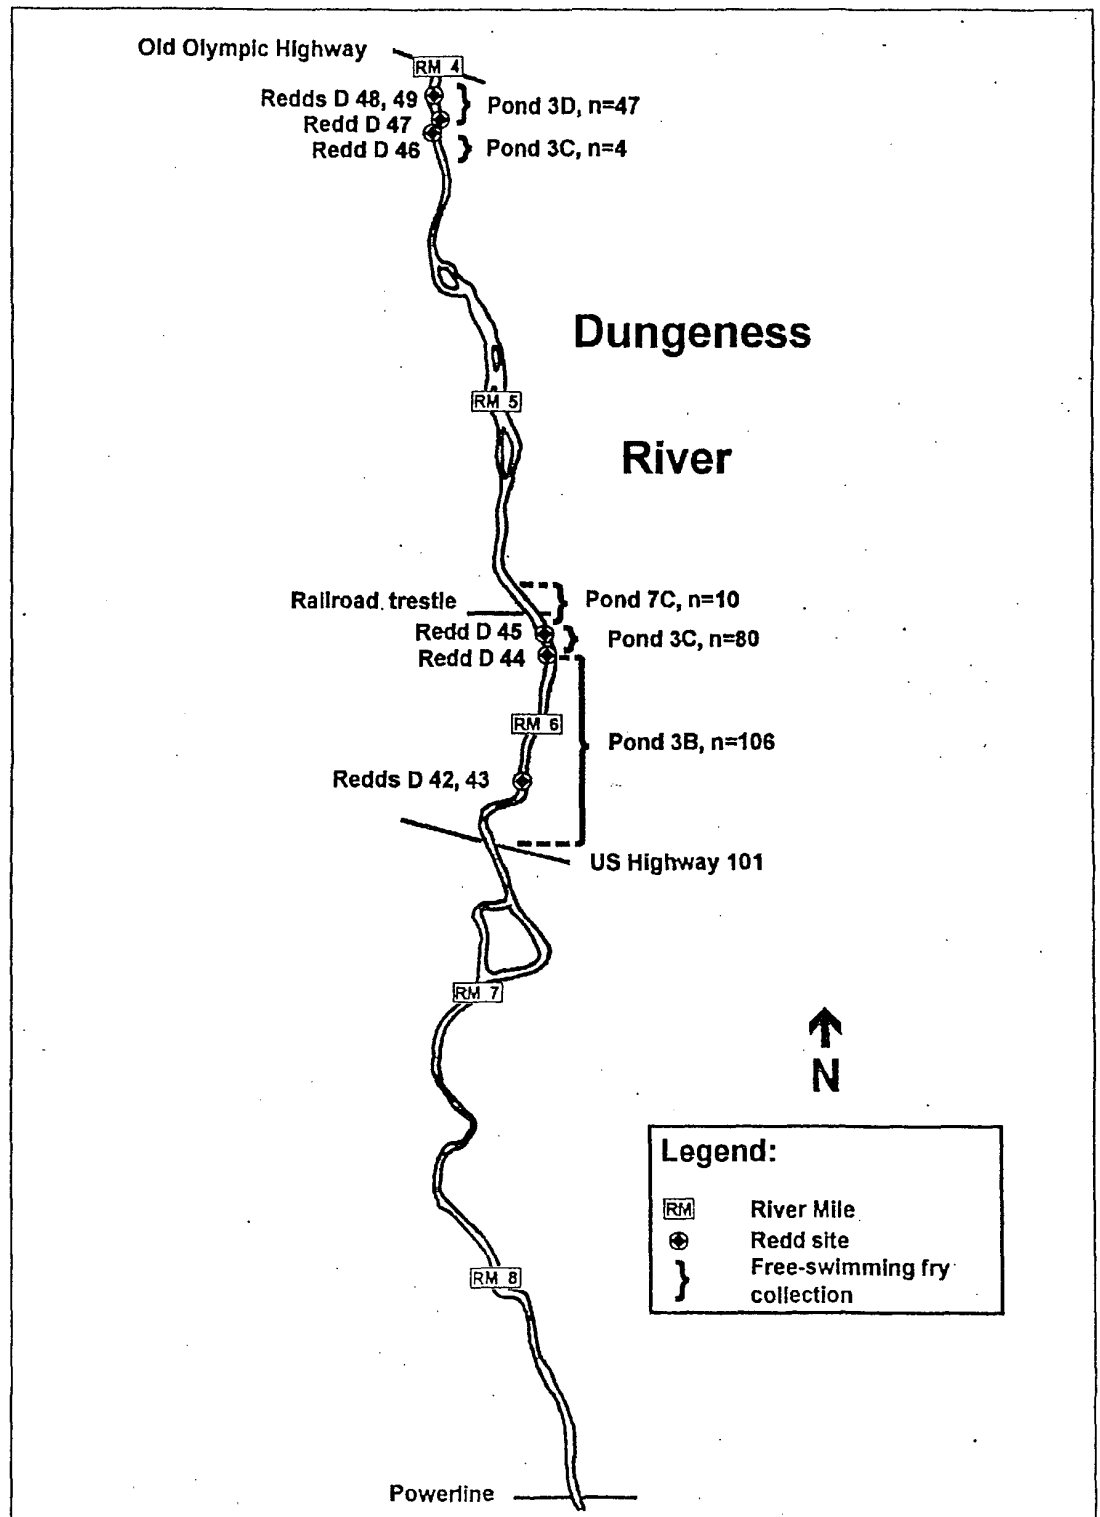 Old Olympic Highway
RM 4
Redds D 48, 49
Pond 3D, n=47
Redd D 47
Redd D 46
Pond 3C, n=4
Dungeness
RM 5
River
Pond 7C, n=10
Railroad trestle
Redd D 45
Pond 3C, n=80
Redd D 44
RM 6
Pond 3B, n=106
Redds D 42, 43
US Highway 101
RM 7
N
Legend:
RM River Mile
Redd site
Free-swimming fry
collection
RM 8
Powerline